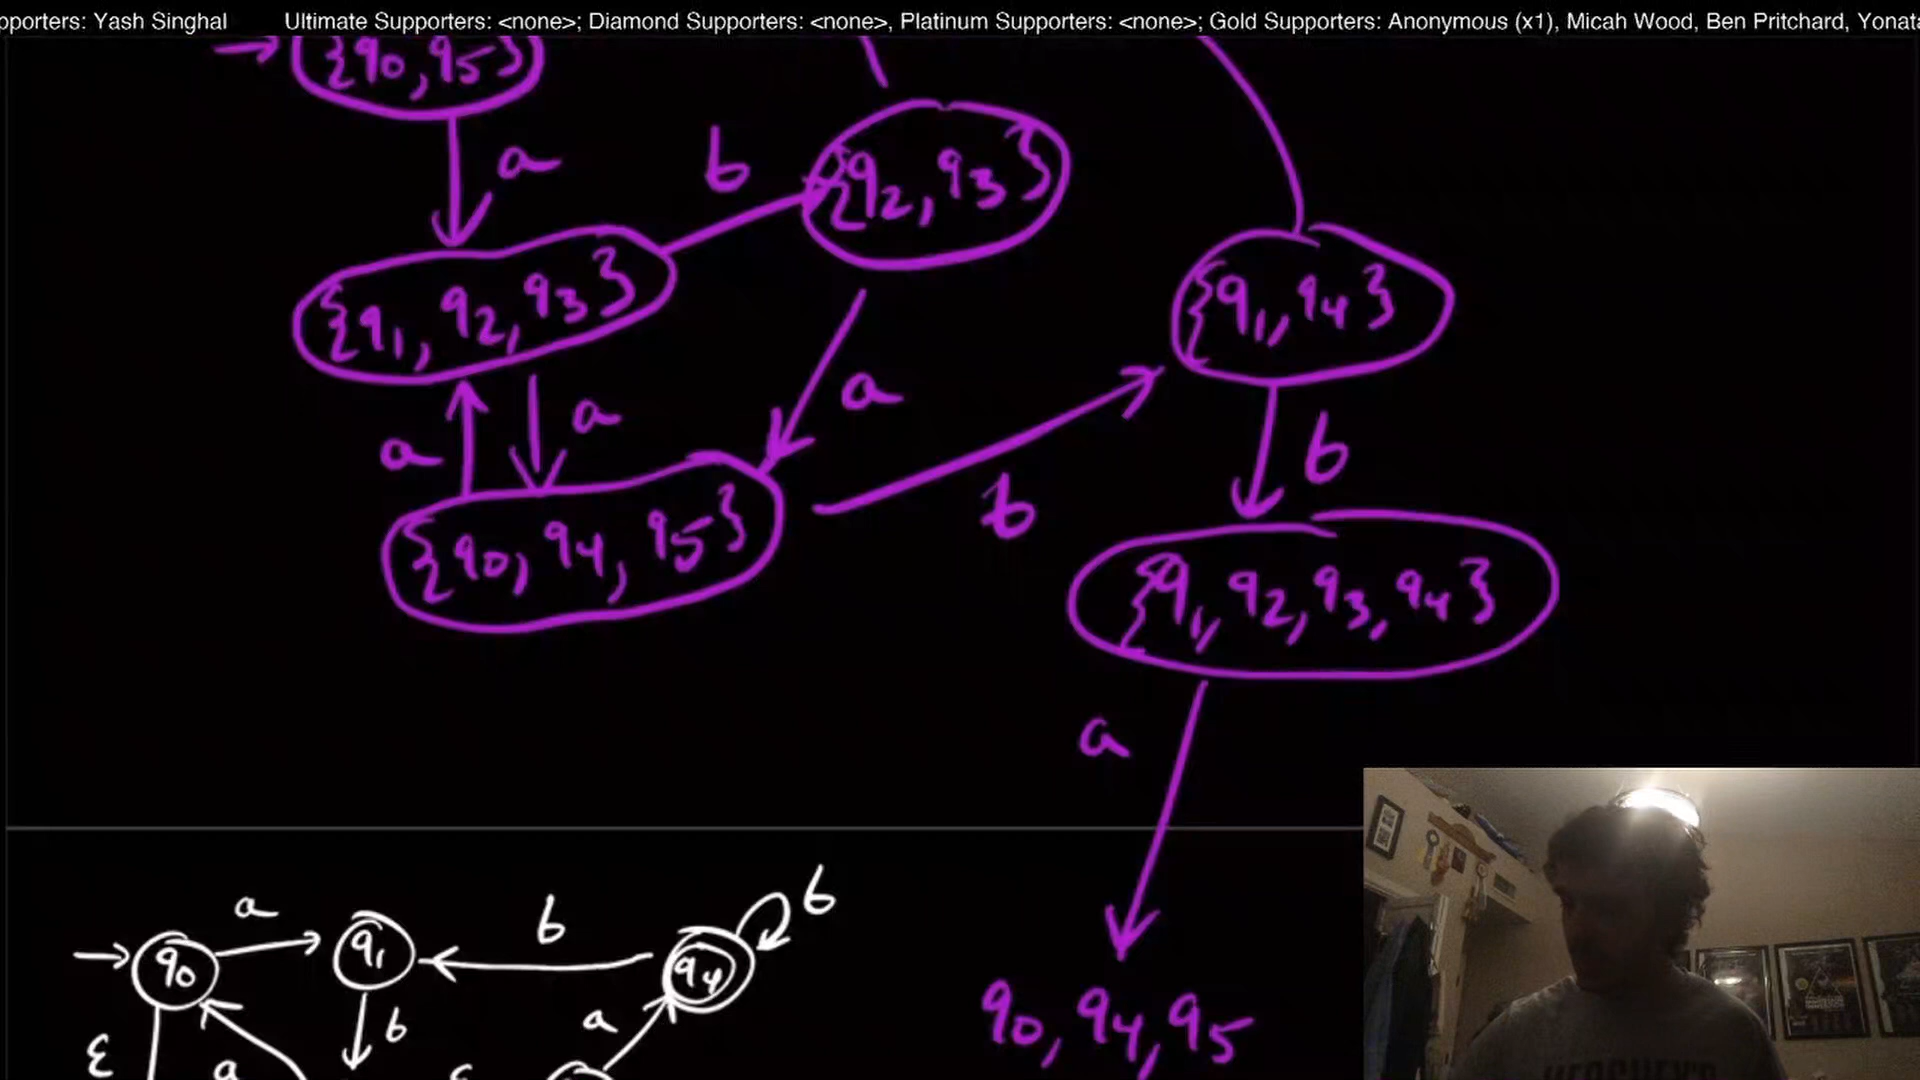 pporters: Yash Singhal Ultimate Supporters: <none>; Diamond Supporters: <none>, Platinum Supporters: <none>; Gold Supporters: Anonymous (x1), Micah Wood, Ben Pritchard, Yonata
{q0, q5}
a
b
{q2, q3}
{q1, q2, q3}
{q1, q4}
a
a
a
b
b
{q0, q4, q5}
{q1, q2, q3, q4}
a
a
b
b
q0
q1
q4
b
a
ε
a
q0, q4, q5